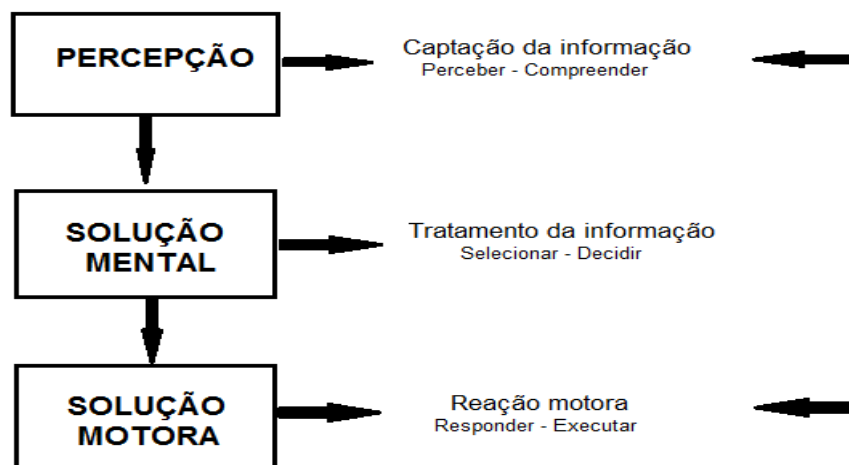 PERCEPÇÃO
Captação da informação
Perceber - Compreender
SOLUÇÃO
MENTAL
Tratamento da informação
Selecionar - Decidir
SOLUÇÃO
MOTORA
Reação motora
Responder - Executar